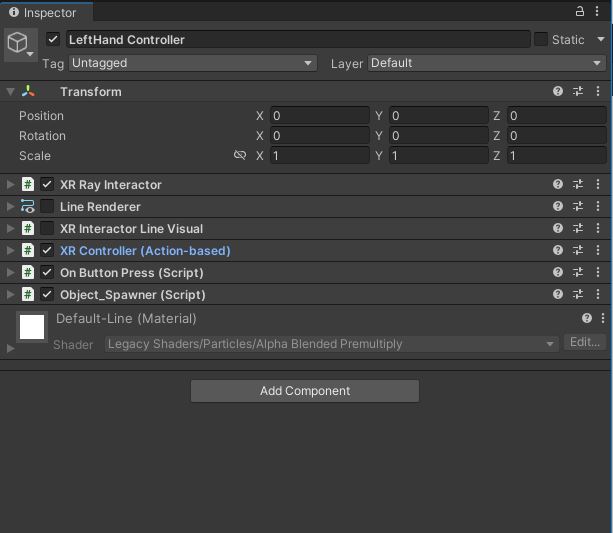 Inspector
LeftHand Controller Static
Tag Untagged Layer Default
Transform
Position X 0 Y 0 Z 0
Rotation X 0 Y 0 Z 0
Scale X 1 Y 1 Z 1
# XR Ray Interactor
Line Renderer
# XR Interactor Line Visual
# XR Controller (Action-based)
# On Button Press (Script)
# Object_Spawner (Script)
Default-Line (Material)
Shader Legacy Shaders/Particles/Alpha Blended Premultiply Edit...
Add Component